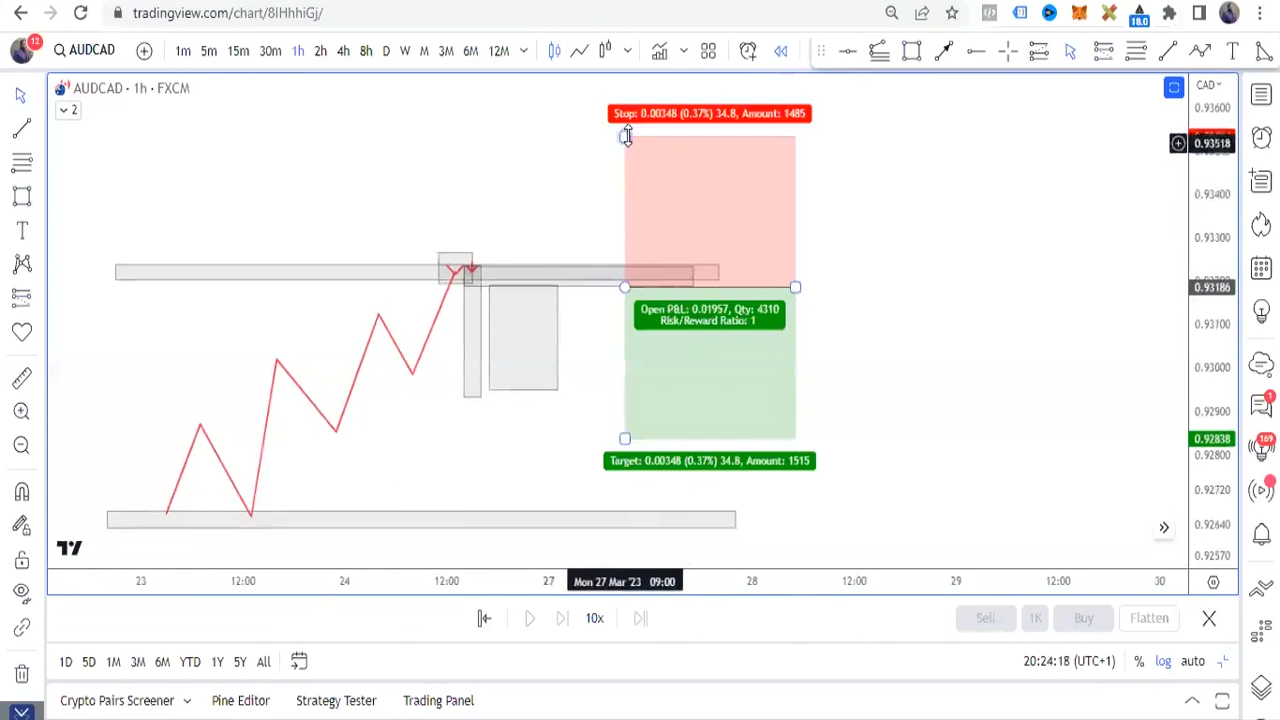 tradingview.com/chart/8IHhhiGj/
18.0
12
AUDCAD
1m 5m 15m 30m 1h 2h 4h 8h D W M 3M 6M 12M
AUDCAD · 1h · FXCM
2
CAD
Stop: 0.00348 (0.37%) 34.8, Amount: 1485
0.93600
0.93518
0.93400
0.93300
0.93186
Open P&L: 0.01957, Qty: 4310
Risk/Reward Ratio: 1
0.93100
0.93000
0.92900
0.92838
Target: 0.00348 (0.37%) 34.8, Amount: 1515
0.92800
0.92720
0.92640
0.92570
1
169
23 12:00 24 12:00 27 Mon 27 Mar '23 09:00 28 12:00 29 12:00 30
10x
Sell 1K Buy Flatten
1D 5D 1M 3M 6M YTD 1Y 5Y All
20:24:18 (UTC+1) % log auto
Crypto Pairs Screener Pine Editor Strategy Tester Trading Panel